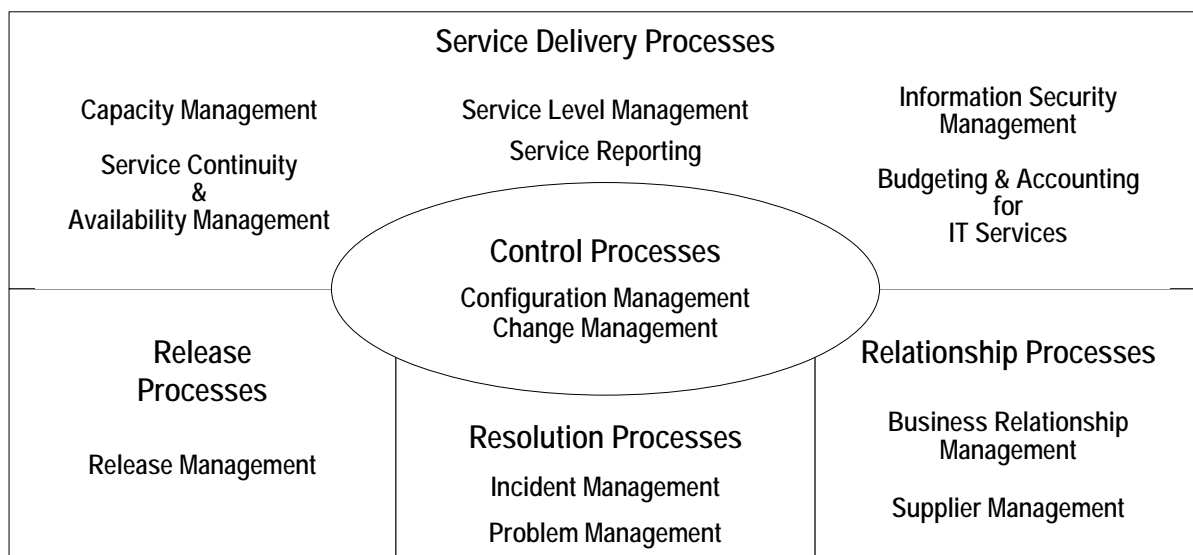 Service Delivery Processes
Capacity Management
Service Continuity
&
Availability Management
Service Level Management
Service Reporting
Information Security
Management
Budgeting & Accounting
for
IT Services
Control Processes
Configuration Management
Change Management
Release
Processes
Release Management
Resolution Processes
Incident Management
Problem Management
Relationship Processes
Business Relationship
Management
Supplier Management